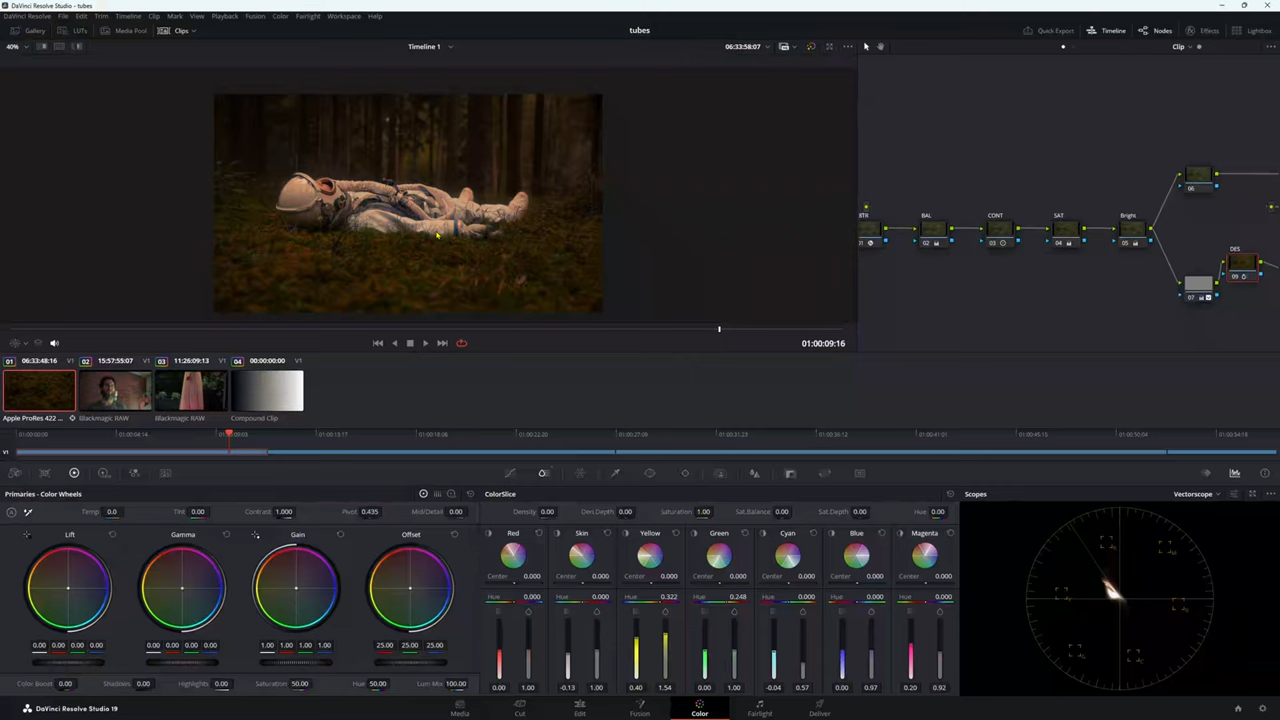 DaVinci Resolve Studio - tubes
DaVinci Resolve File Edit Trim Timeline Clip Mark View Playback Fusion Color Fairlight Workspace Help
Gallery LUTs Media Pool Clips tubes Quick Export Timeline Nodes Effects Lightbox
40% Timeline 1 06:33:58:07 Clip
06
BAL CONT SAT Bright
02 03 04 05
DES
09
07
01:00:09:16
01 06:33:48:16 V1 02 15:57:55:07 V1 03 11:26:09:13 V1 04 00:00:00:00 V1
Apple ProRes 422 ... Blackmagic RAW Blackmagic RAW Compound Clip
01:00:00:00 01:00:04:14 01:00:09:03 01:00:13:17 01:00:18:06 01:00:22:20 01:00:27:09 01:00:31:23 01:00:36:12 01:00:41:01 01:00:45:15 01:00:50:04 01:00:54:18
V1
Primaries - Color Wheels ColorSlice Scopes Vectorscope
Temp 0.0 Tint 0.00 Contrast 1.000 Pivot 0.435 Mid/Detail 0.00 Density 0.00 Den.Depth 0.00 Saturation 1.00 Sat.Balance 0.00 Sat.Depth 0.00 Hue 0.00
Lift Gamma Gain Offset Red Skin Yellow Green Cyan Blue Magenta
Center 0.000 Center 0.000 Center 0.000 Center 0.000 Center 0.000 Center 0.000 Center 0.000
Hue 0.000 Hue 0.000 Hue 0.322 Hue 0.248 Hue 0.000 Hue 0.000 Hue 0.000
0.00 0.00 0.00 0.00 0.00 0.00 0.00 0.00 1.00 1.00 1.00 1.00 25.00 25.00 25.00
Color Boost 0.00 Shadows 0.00 Highlights 0.00 Saturation 50.00 Hue 50.00 Lum Mix 100.00 0.00 1.00 -0.13 1.00 0.40 1.54 0.00 1.00 -0.04 0.57 0.00 0.97 0.20 0.92
DaVinci Resolve Studio 19 Media Cut Edit Fusion Color Fairlight Deliver